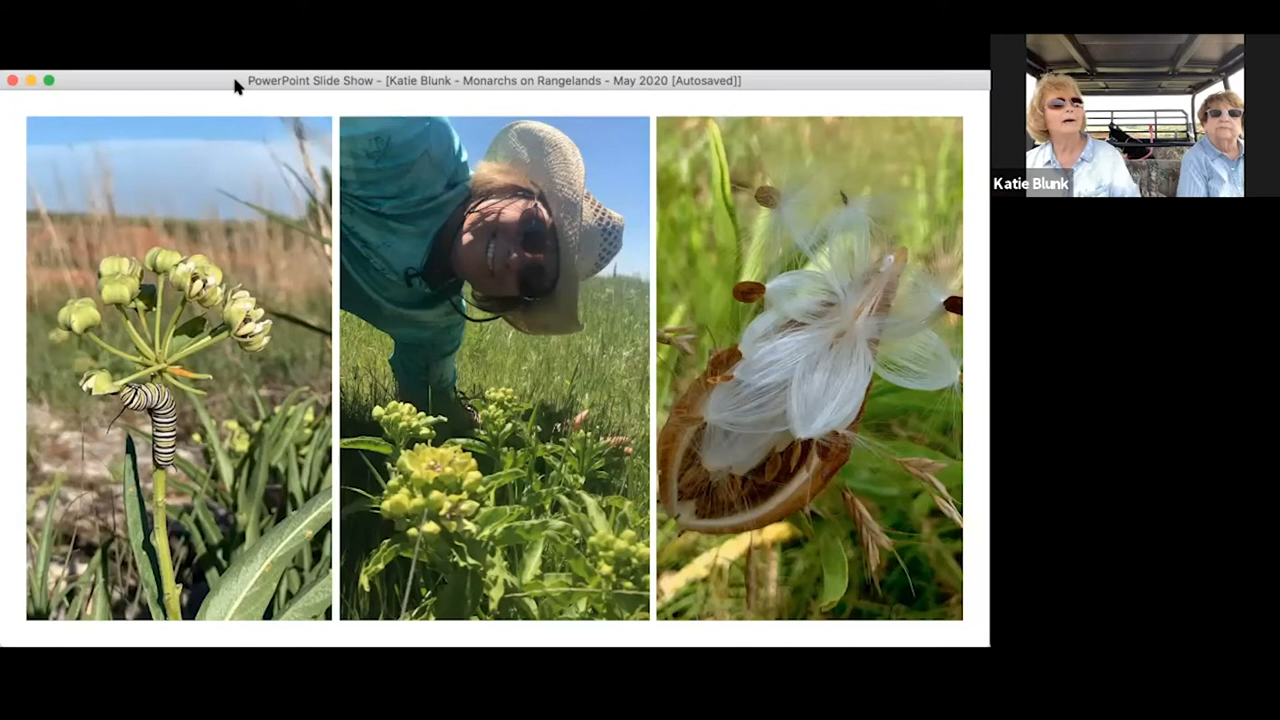 PowerPoint Slide Show - [Katie Blunk - Monarchs on Rangelands - May 2020 [Autosaved]]
Katie Blunk